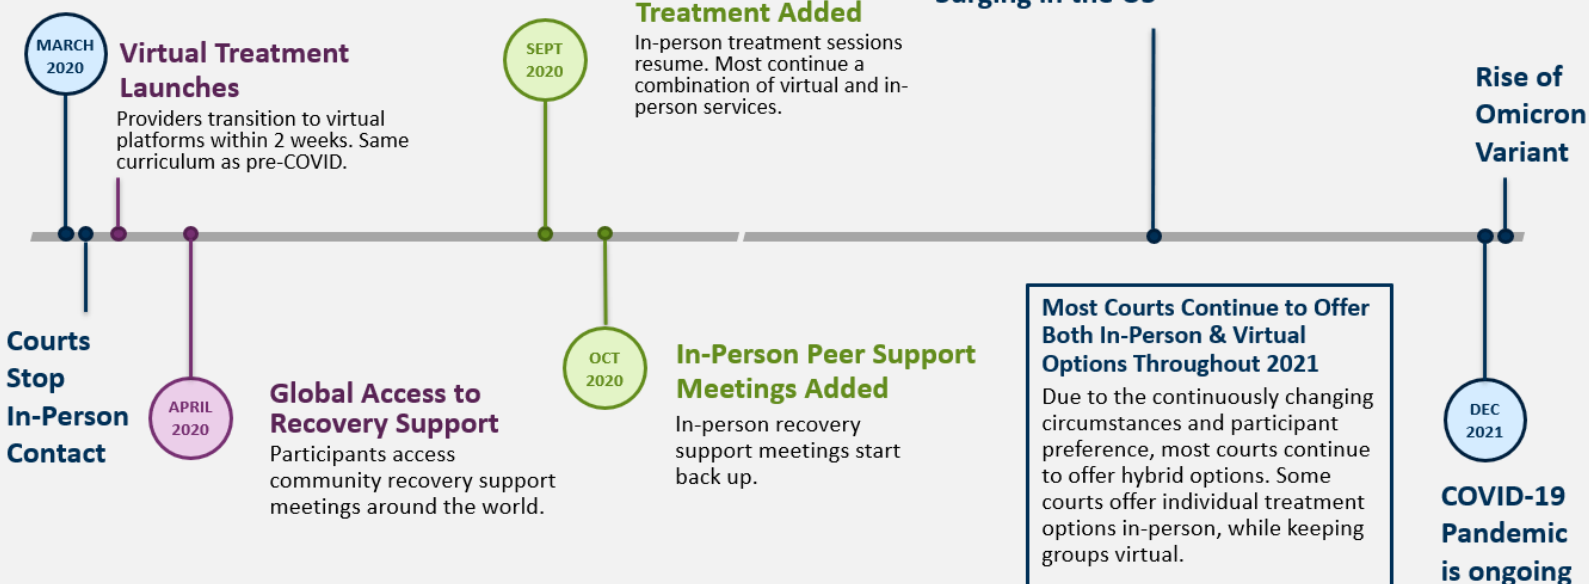 MARCH
2020
Virtual Treatment
Launches
Providers transition to virtual
platforms within 2 weeks. Same
curriculum as pre-COVID.
SEPT
2020
Treatment Added
In-person treatment sessions
resume. Most continue a
combination of virtual and in-
person services.
Surging in the US
Rise of
Omicron
Variant
Courts
Stop
In-Person
Contact
APRIL
2020
Global Access to
Recovery Support
Participants access
community recovery support
meetings around the world.
OCT
2020
In-Person Peer Support
Meetings Added
In-person recovery
support meetings start
back up.
Most Courts Continue to Offer
Both In-Person & Virtual
Options Throughout 2021
Due to the continuously changing
circumstances and participant
preference, most courts continue
to offer hybrid options. Some
courts offer individual treatment
options in-person, while keeping
groups virtual.
DEC
2021
COVID-19
Pandemic
is ongoing